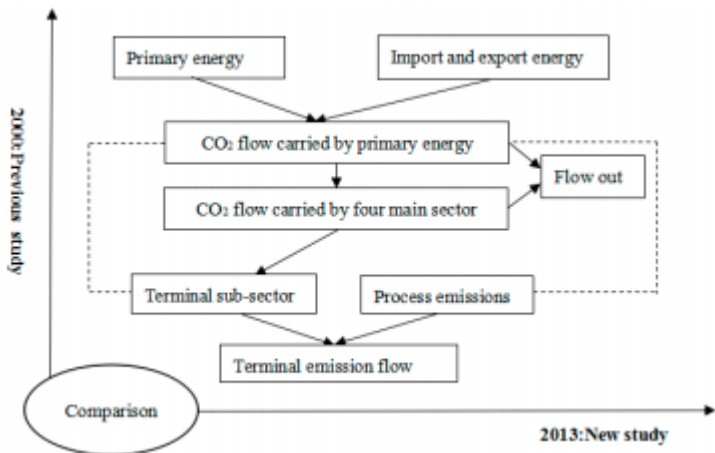 Primary energy
Import and export energy
CO₂ flow carried by primary energy
Flow out
CO₂ flow carried by four main sector
Terminal sub-sector
Process emissions
Terminal emission flow
2000:Previous
study
Comparison
2013:New study